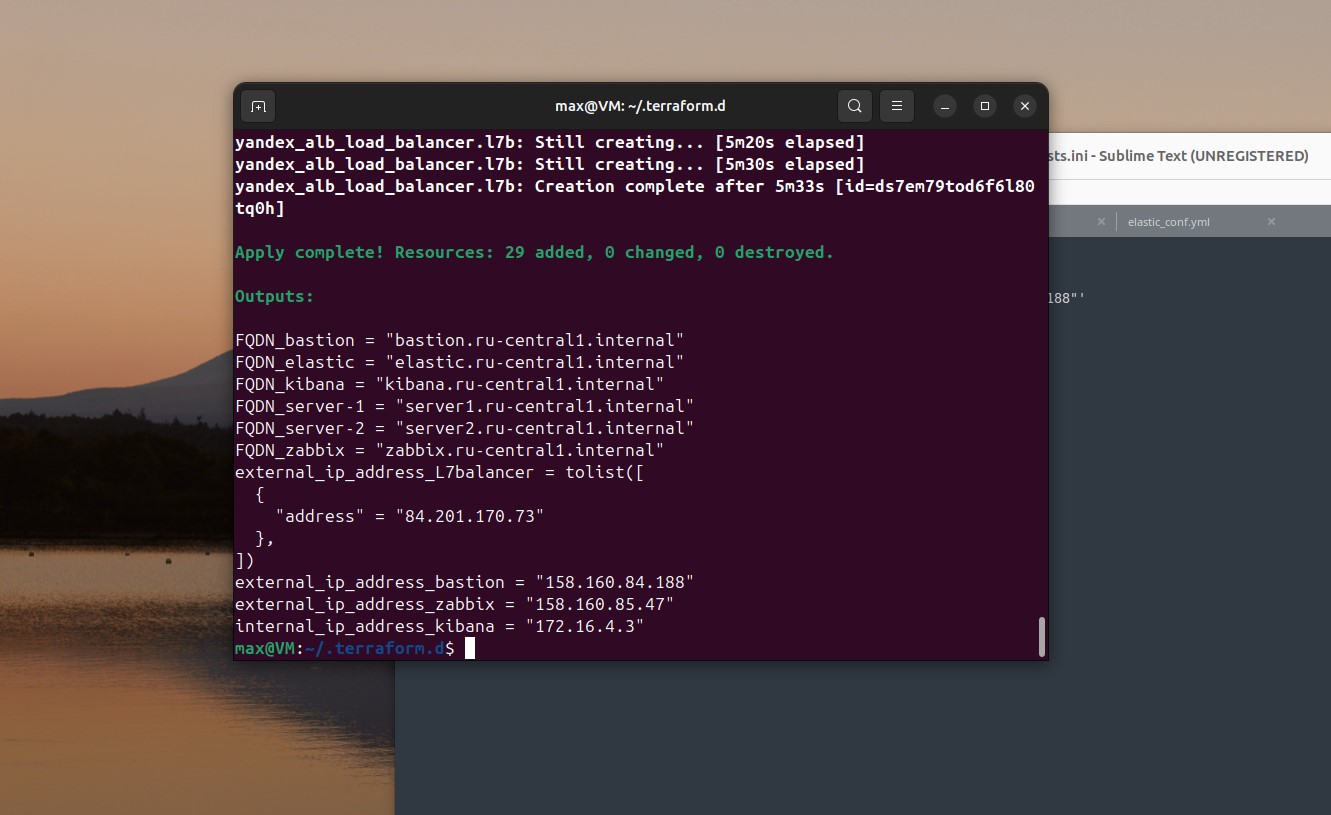 max@VM: ~/.terraform.d
yandex_alb_load_balancer.l7b: Still creating... [5m20s elapsed]
yandex_alb_load_balancer.l7b: Still creating... [5m30s elapsed]
yandex_alb_load_balancer.l7b: Creation complete after 5m33s [id=ds7em79tod6f6l80
tq0h]
Apply complete! Resources: 29 added, 0 changed, 0 destroyed.
Outputs:
FQDN_bastion = "bastion.ru-central1.internal"
FQDN_elastic = "elastic.ru-central1.internal"
FQDN_kibana = "kibana.ru-central1.internal"
FQDN_server-1 = "server1.ru-central1.internal"
FQDN_server-2 = "server2.ru-central1.internal"
FQDN_zabbix = "zabbix.ru-central1.internal"
external_ip_address_L7balancer = tolist([
  {
    "address" = "84.201.170.73"
  },
])
external_ip_address_bastion = "158.160.84.188"
external_ip_address_zabbix = "158.160.85.47"
internal_ip_address_kibana = "172.16.4.3"
max@VM:~/.terraform.d$
sts.ini - Sublime Text (UNREGISTERED)
elastic_conf.yml
188"'